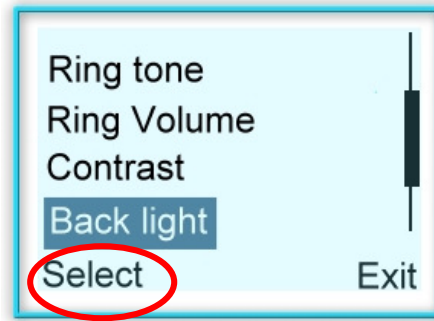 Ring tone
Ring Volume
Contrast
Back light
Select Exit